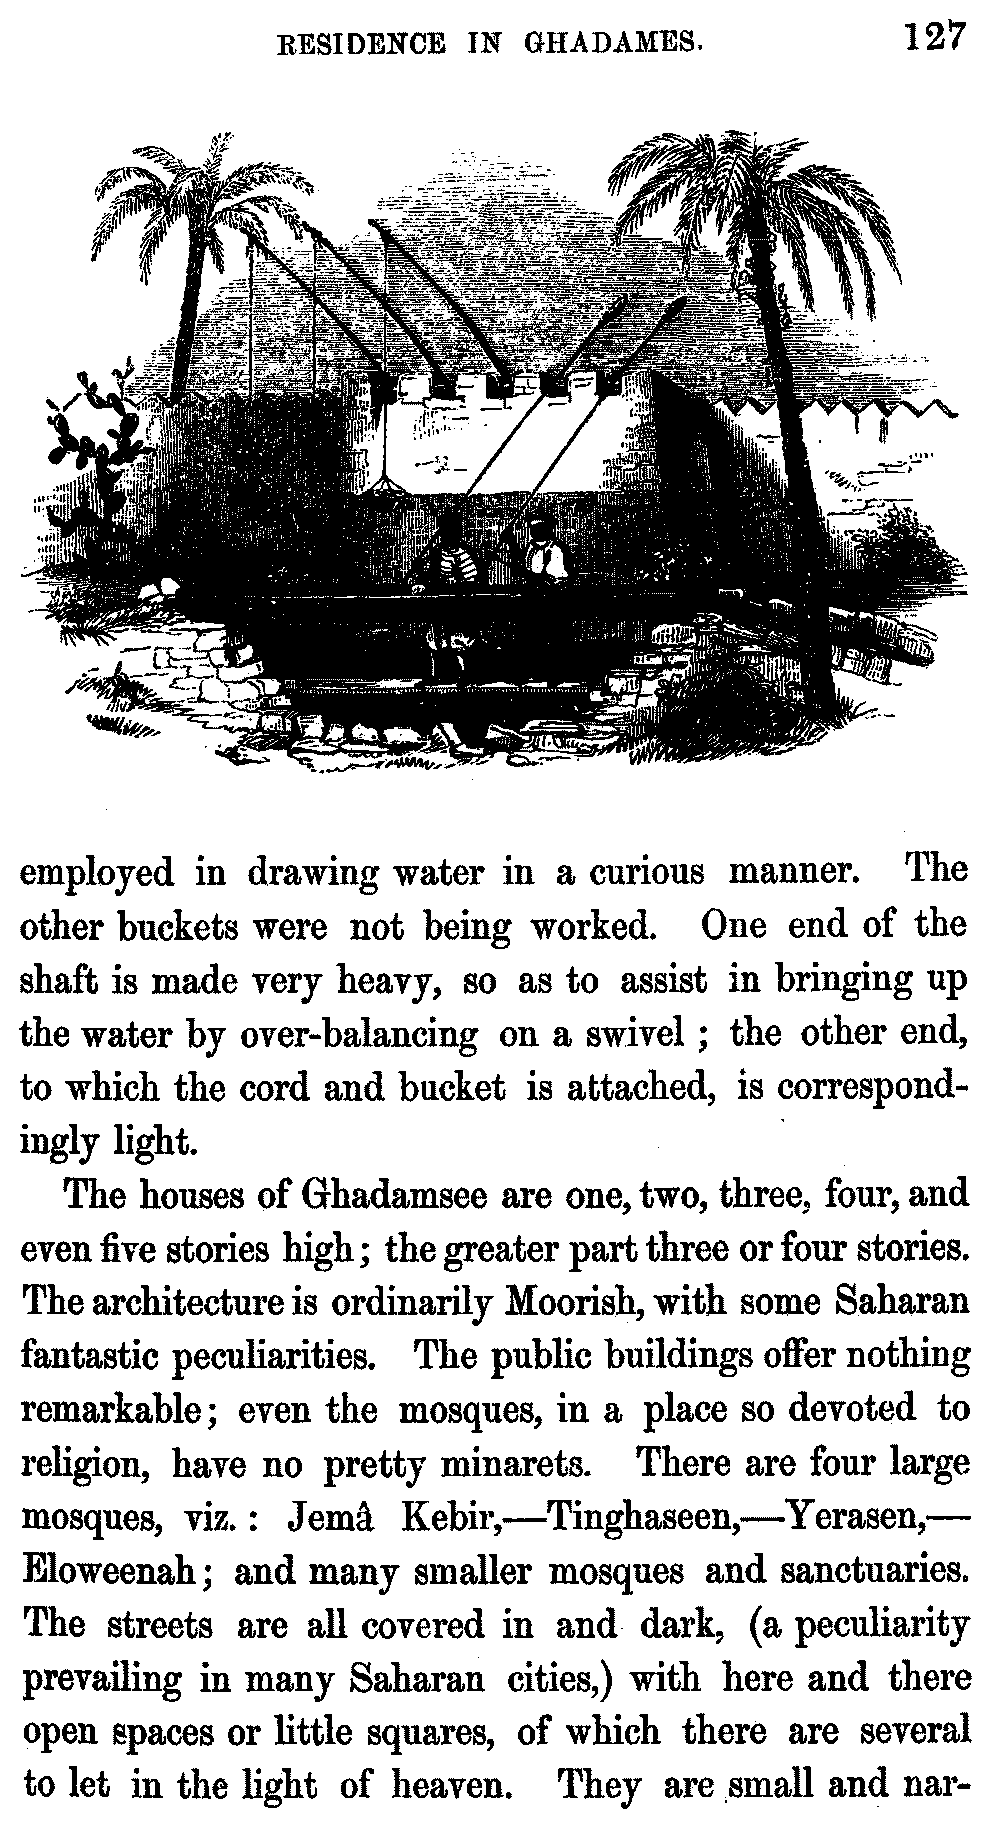 RESIDENCE IN GHADAMES. 127
employed in drawing water in a curious manner. The
other buckets were not being worked. One end of the
shaft is made very heavy, so as to assist in bringing up
the water by over-balancing on a swivel ; the other end,
to which the cord and bucket is attached, is correspond-
ingly light.
The houses of Ghadamsee are one, two, three, four, and
even five stories high ; the greater part three or four stories.
The architecture is ordinarily Moorish, with some Saharan
fantastic peculiarities. The public buildings offer nothing
remarkable ; even the mosques, in a place so devoted to
religion, have no pretty minarets. There are four large
mosques, viz. : Jemâ Kebir,—Tinghaseen,—Yerasen,—
Eloweenah ; and many smaller mosques and sanctuaries.
The streets are all covered in and dark, (a peculiarity
prevailing in many Saharan cities,) with here and there
open spaces or little squares, of which there are several
to let in the light of heaven. They are small and nar-